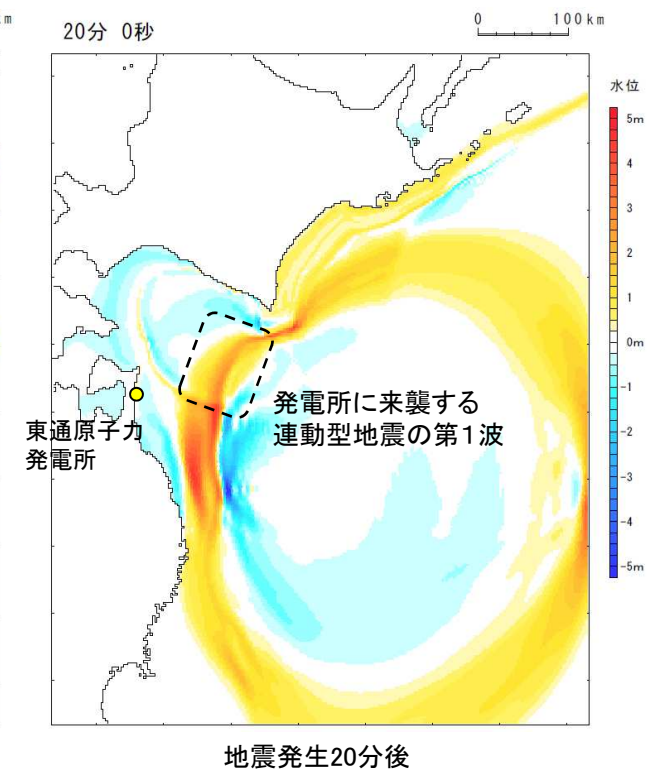 km
20分 0秒
0 100km
水位
5m
4
3
2
1
0m
-1
-2
-3
-4
-5m
発電所に来襲する
連動型地震の第1波
東通原子力
発電所
地震発生20分後